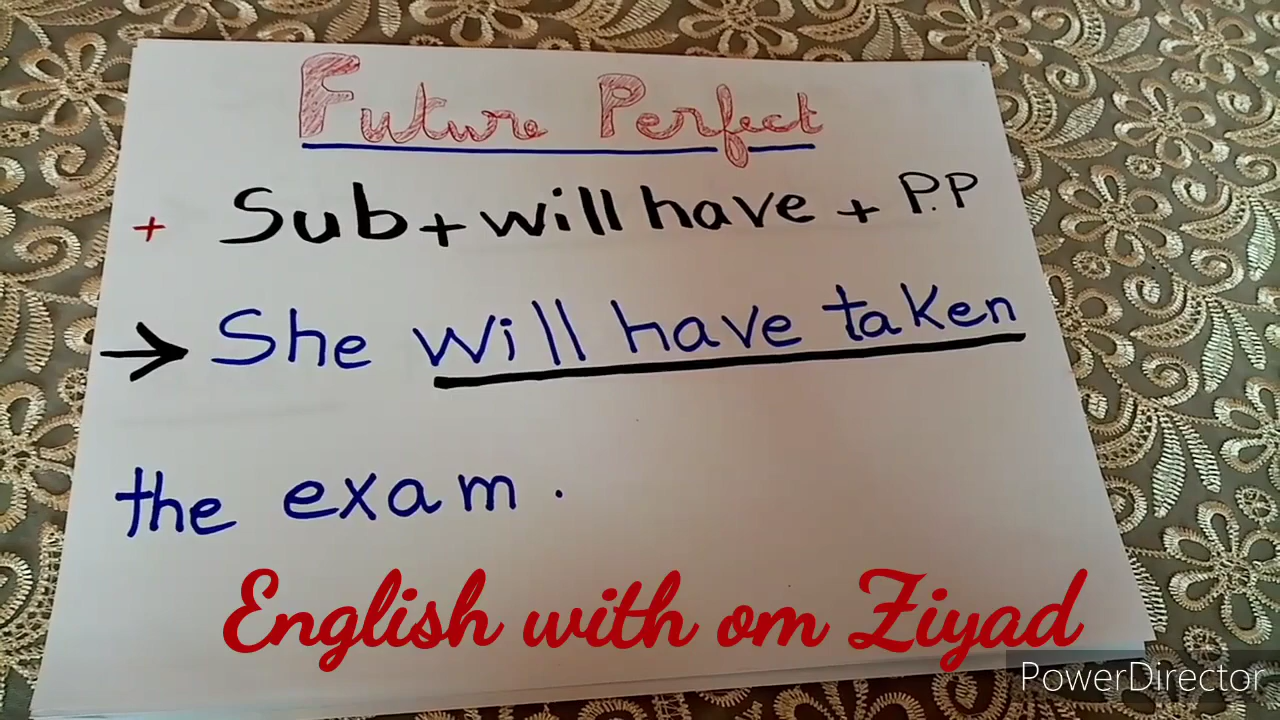 Future Perfect
+ Sub + will have + P.P
→ She will have taken
the exam.
English with om Ziyad
PowerDirector